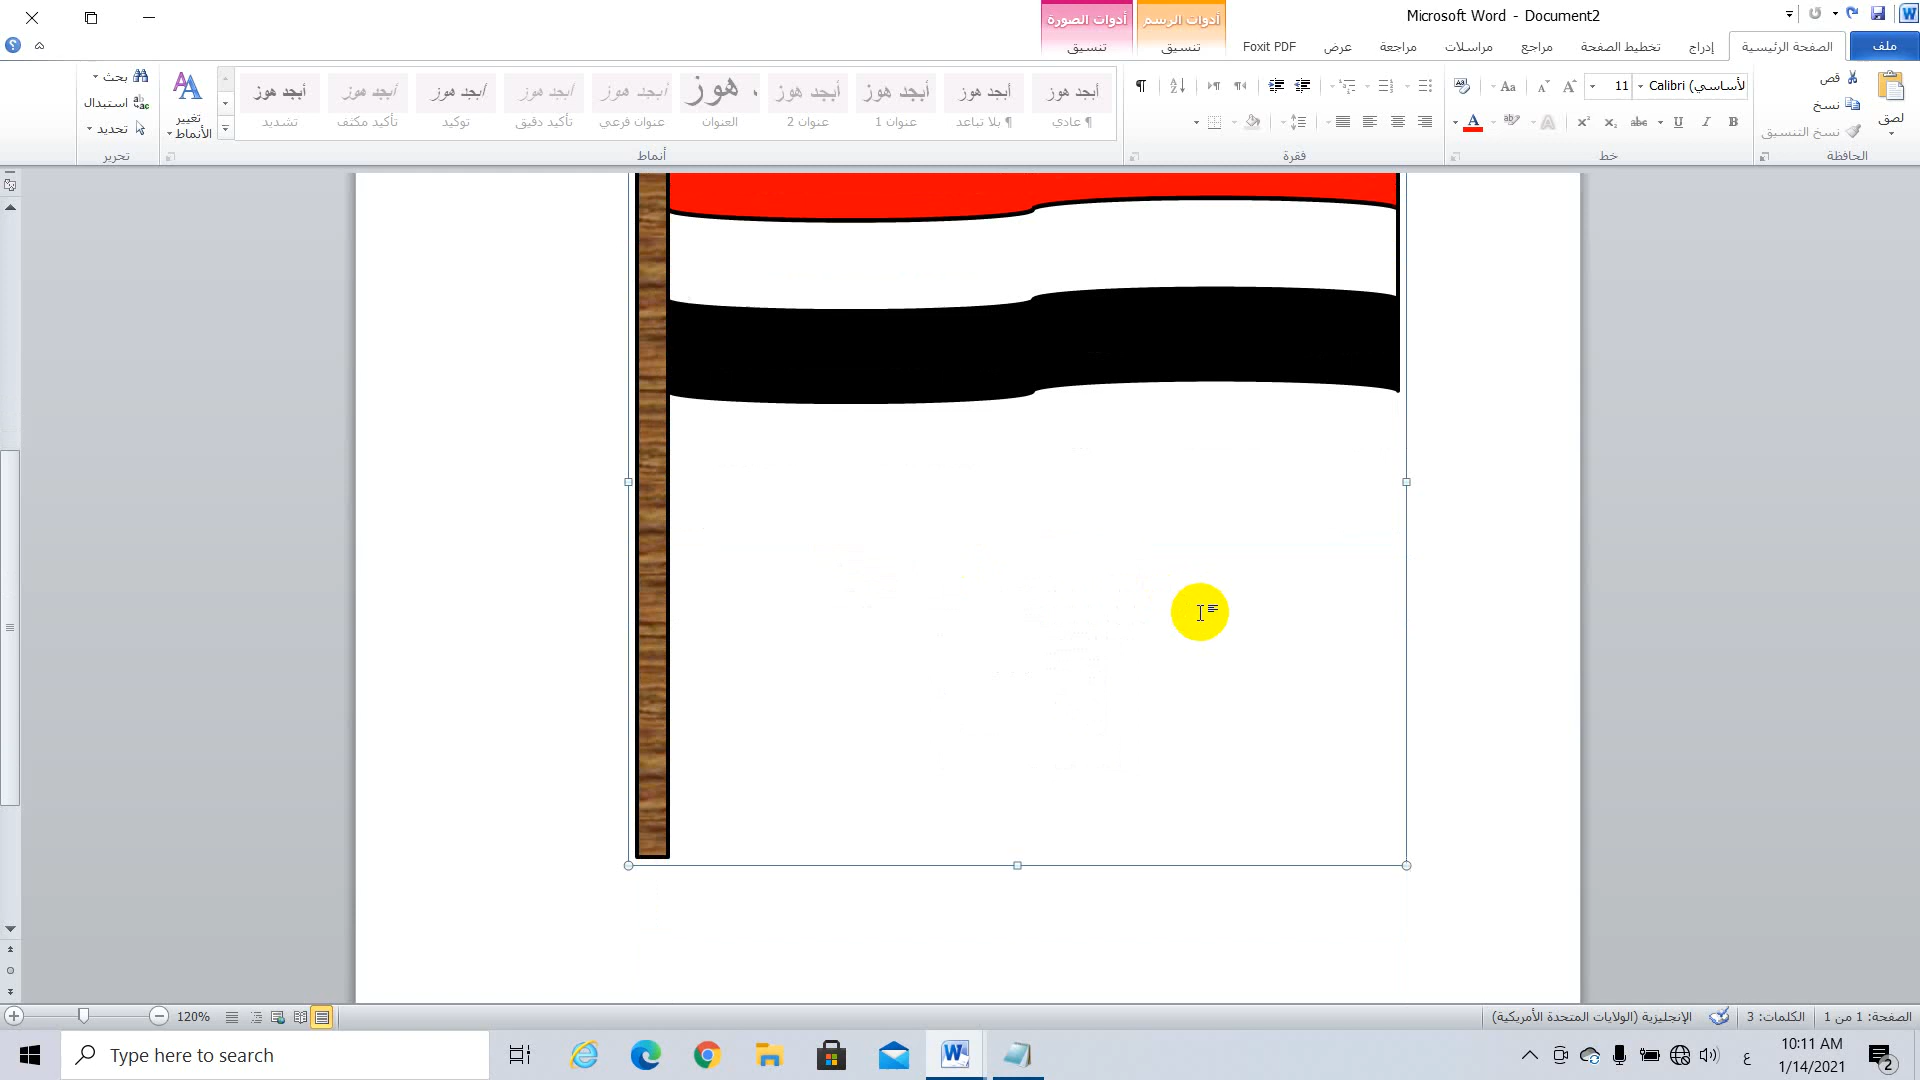 Microsoft Word - Document2
أدوات الرسم
أدوات الصورة
ملف
الصفحة الرئيسية
إدراج
تخطيط الصفحة
مراجع
مراسلات
مراجعة
عرض
Foxit PDF
تنسيق
تنسيق
لصق
قص
نسخ
نسخ التنسيق
الحافظة
Calibri (لأساسي
11
خط
فقرة
أبجد هوز
أبجد هوز
أبجد هوز
أبجد هوز
هوز
أبجد هوز
أبجد هوز
أبجد هوز
أبجد هوز
أبجد هوز
¶ عادي
¶ بلا تباعد
عنوان 1
عنوان 2
العنوان
عنوان فرعي
تأكيد دقيق
توكيد
تأكيد مكثف
تشديد
تغيير
الأنماط
أنماط
بحث
استبدال
تحديد
تحرير
الصفحة: 1 من 1
الكلمات: 3
الإنجليزية (الولايات المتحدة الأمريكية)
120%
Type here to search
ع
10:11 AM
1/14/2021
2